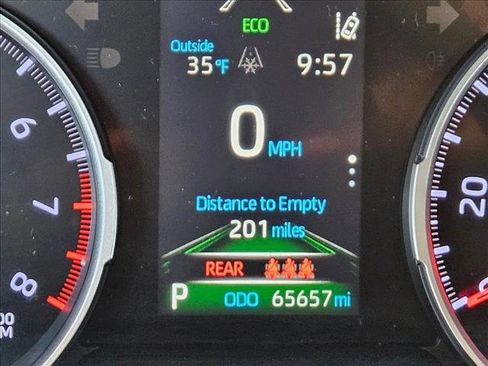 ECO
Outside
35°F
9:57
0 MPH
Distance to Empty
201 miles
REAR
P ODO 65657 mi
6
7
8
20